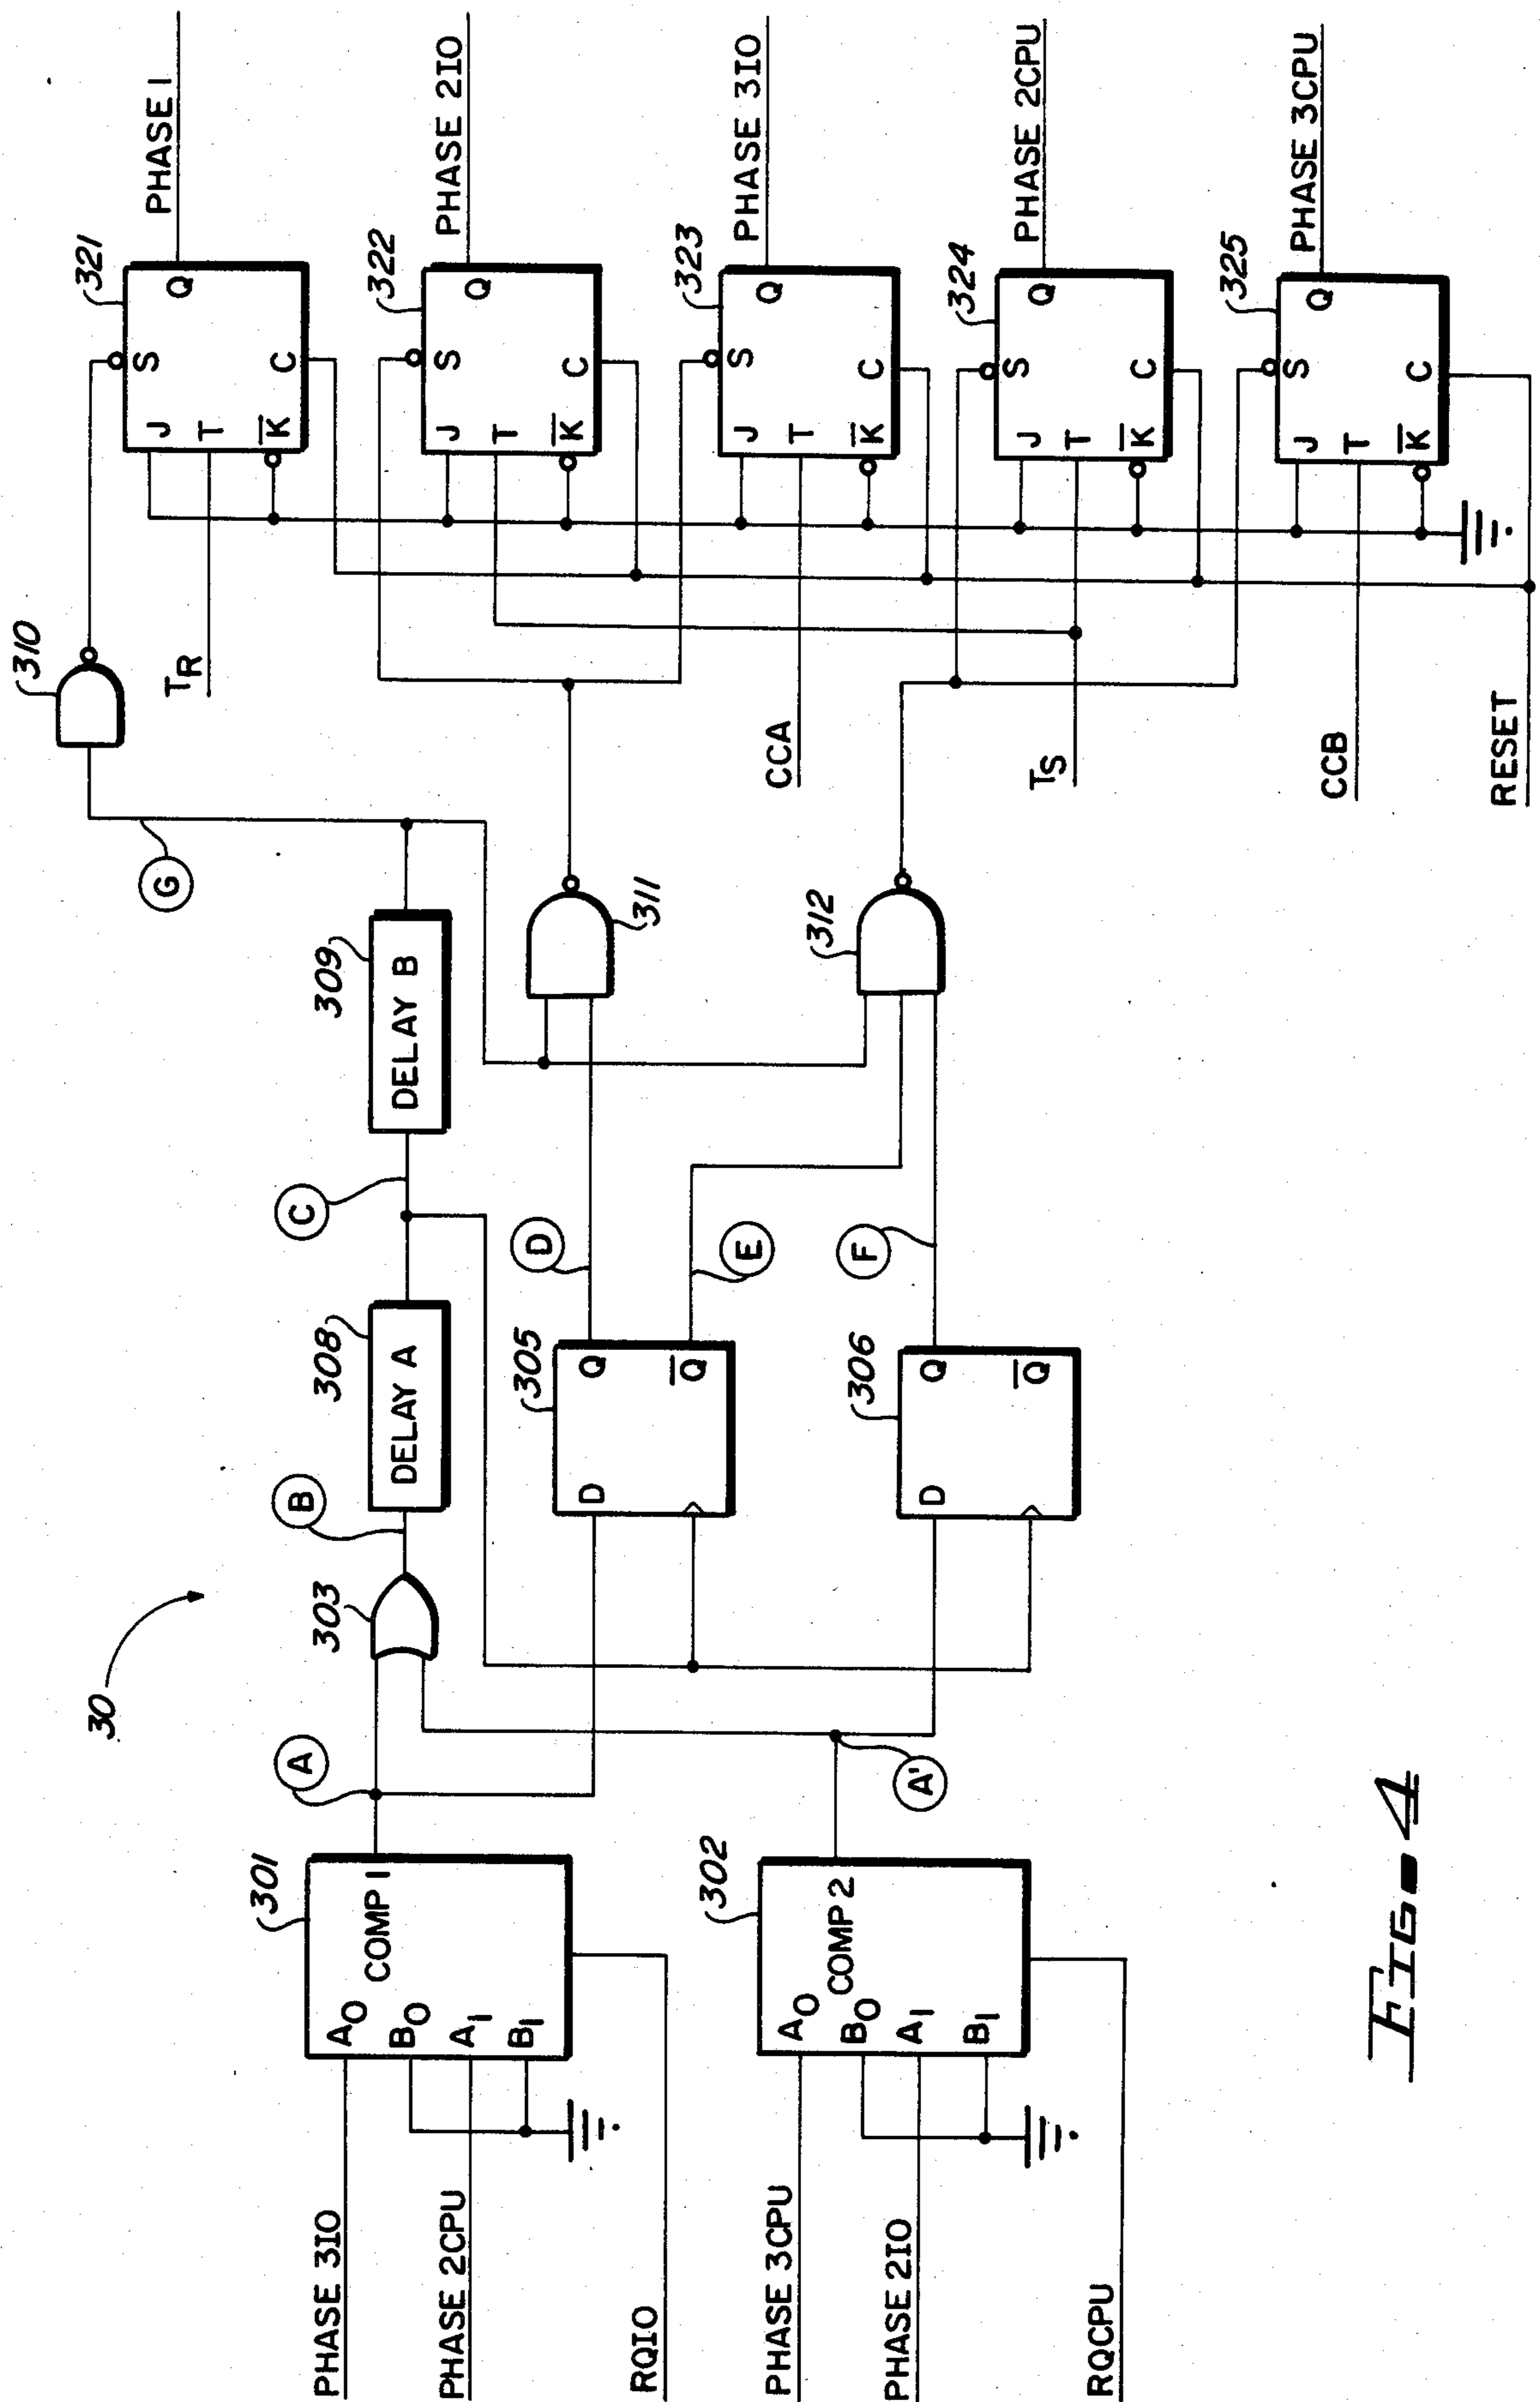 30
PHASE 3IO
PHASE 2CPU
RQIO
A0
B0
A1
B1
COMP 1
301
A
PHASE 3CPU
PHASE 2IO
RQCPU
A0
B0
A1
B1
COMP 2
302
A'
303
B
308
DELAY A
C
309
DELAY B
G
305
D
Q
Q
D
E
306
D
Q
Q
F
310
311
312
TR
CCA
TS
CCB
RESET
321
J
T
K
S
C
Q
PHASE 1
322
J
T
K
S
C
Q
PHASE 2IO
323
J
T
K
S
C
Q
PHASE 3IO
324
J
T
K
S
C
Q
PHASE 2CPU
325
J
T
K
S
C
Q
PHASE 3CPU
FIG-4